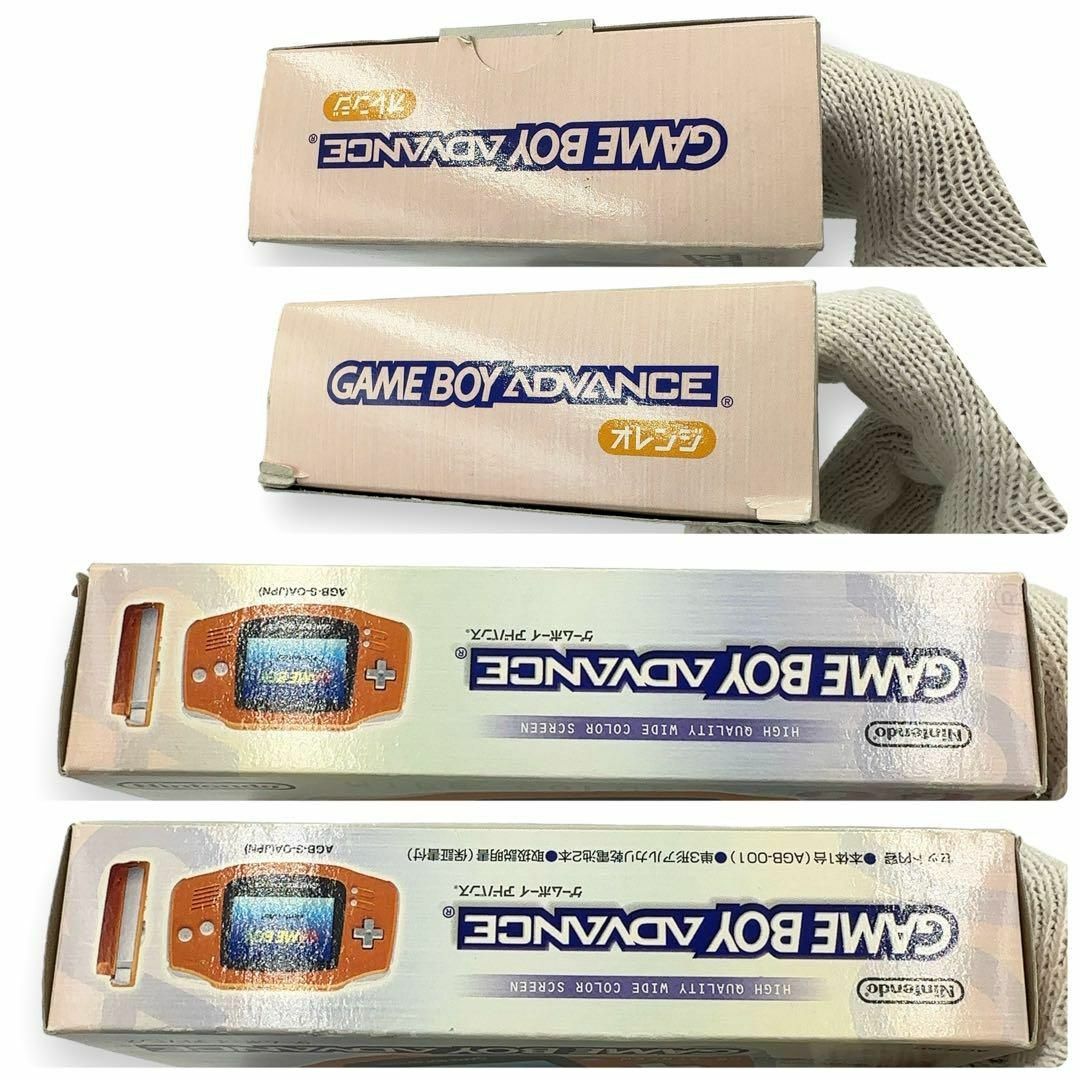 オレンジ
GAME BOY ADVANCE®
GAME BOY ADVANCE®
オレンジ
AGB-S-OA(JPN)
ゲームボーイ アドバンス。
GAME BOY ADVANCE®
HIGH QUALITY WIDE COLOR SCREEN
Nintendo
Nintendo
セット内容 ●本体1台(AGB-001)●単3形アルカリ乾電池2本●取扱説明書(保証書付)
AGB-S-OA(JPN)
ゲームボーイ アドバンス。
GAME BOY ADVANCE®
HIGH QUALITY WIDE COLOR SCREEN
Nintendo
GAME BOY ADVANCE